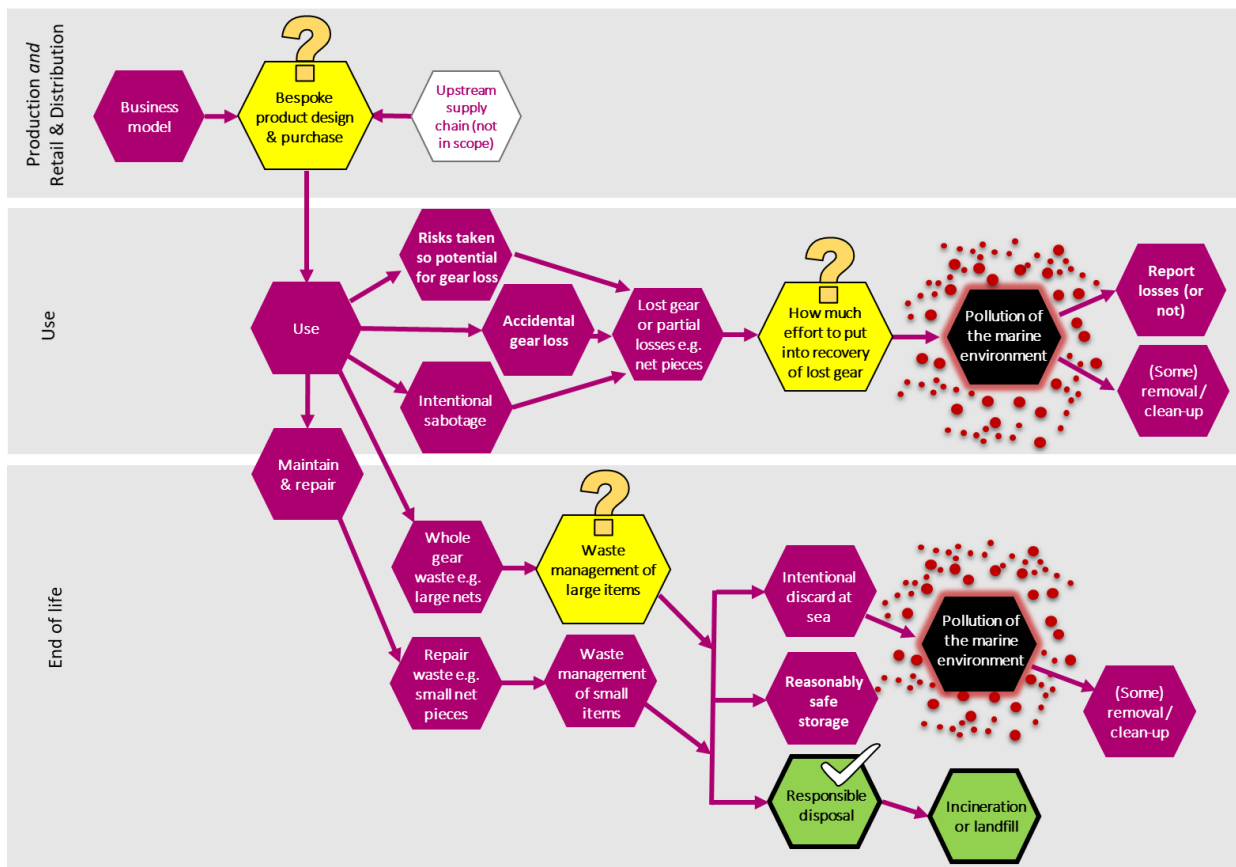 Production and
Retail & Distribution
Business
model
?
Bespoke
product design
& purchase
Upstream
supply
chain (not
in scope)
Use
Use
Risks taken
so potential
for gear loss
Accidental
gear loss
Intentional
sabotage
Lost gear
or partial
losses e.g.
net pieces
?
How much
effort to put
into recovery
of lost gear
Pollution of
the marine
environment
Report
losses (or
not)
(Some)
removal /
clean-up
Maintain
& repair
End of life
Whole
gear
waste e.g.
large nets
?
Waste
management of
large items
Repair
waste e.g.
small net
pieces
Waste
management
of small
items
Intentional
discard at
sea
Reasonably
safe
storage
Responsible
disposal
Pollution of
the marine
environment
(Some)
removal /
clean-up
Incineration
or landfill